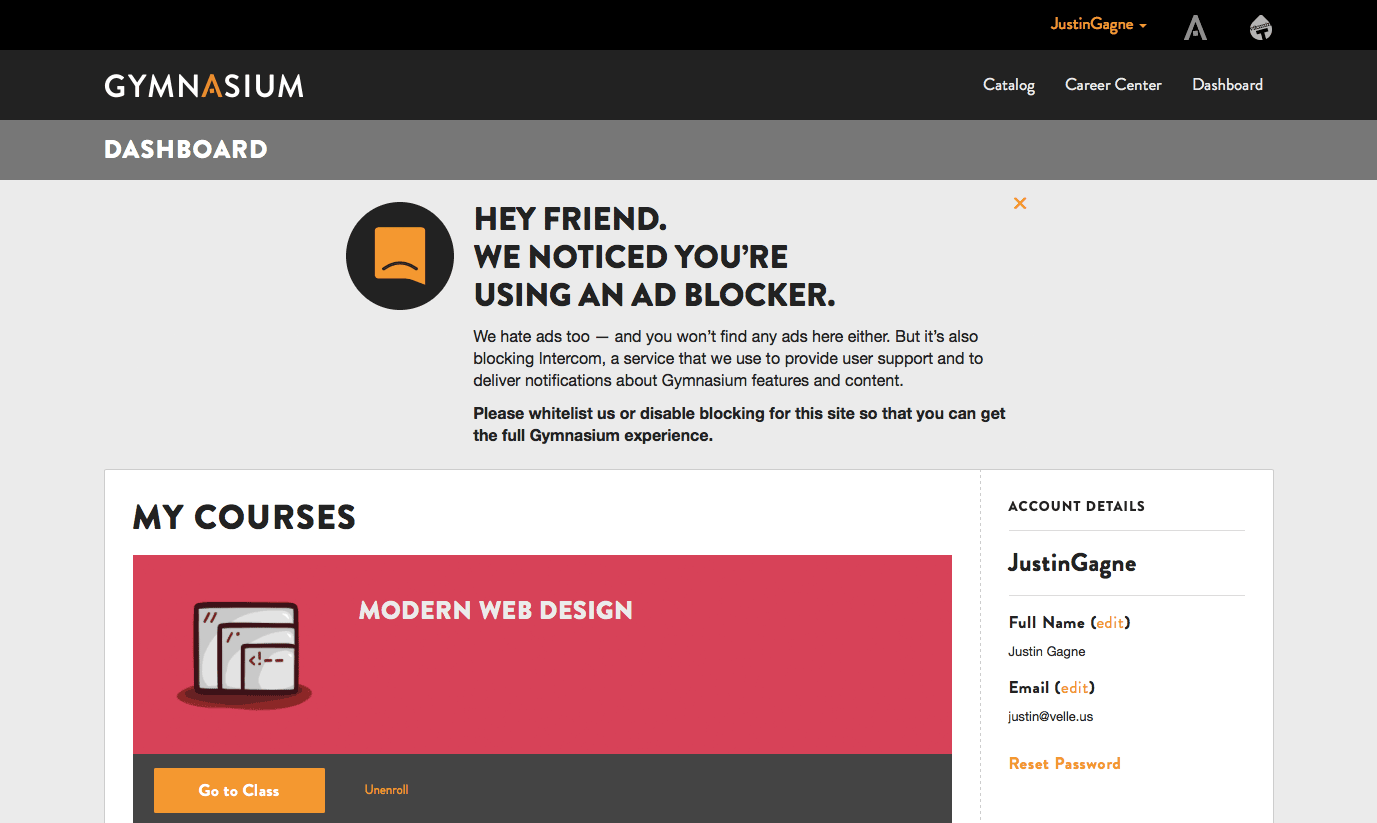 JustinGagne
GYMNASIUM
Catalog
Career Center
Dashboard
DASHBOARD
HEY FRIEND.
WE NOTICED YOU’RE
USING AN AD BLOCKER.
We hate ads too — and you won’t find any ads here either. But it’s also
blocking Intercom, a service that we use to provide user support and to
deliver notifications about Gymnasium features and content.
Please whitelist us or disable blocking for this site so that you can get
the full Gymnasium experience.
MY COURSES
//
/*
<!--
MODERN WEB DESIGN
Go to Class
Unenroll
ACCOUNT DETAILS
JustinGagne
Full Name (edit)
Justin Gagne
Email (edit)
justin@velle.us
Reset Password